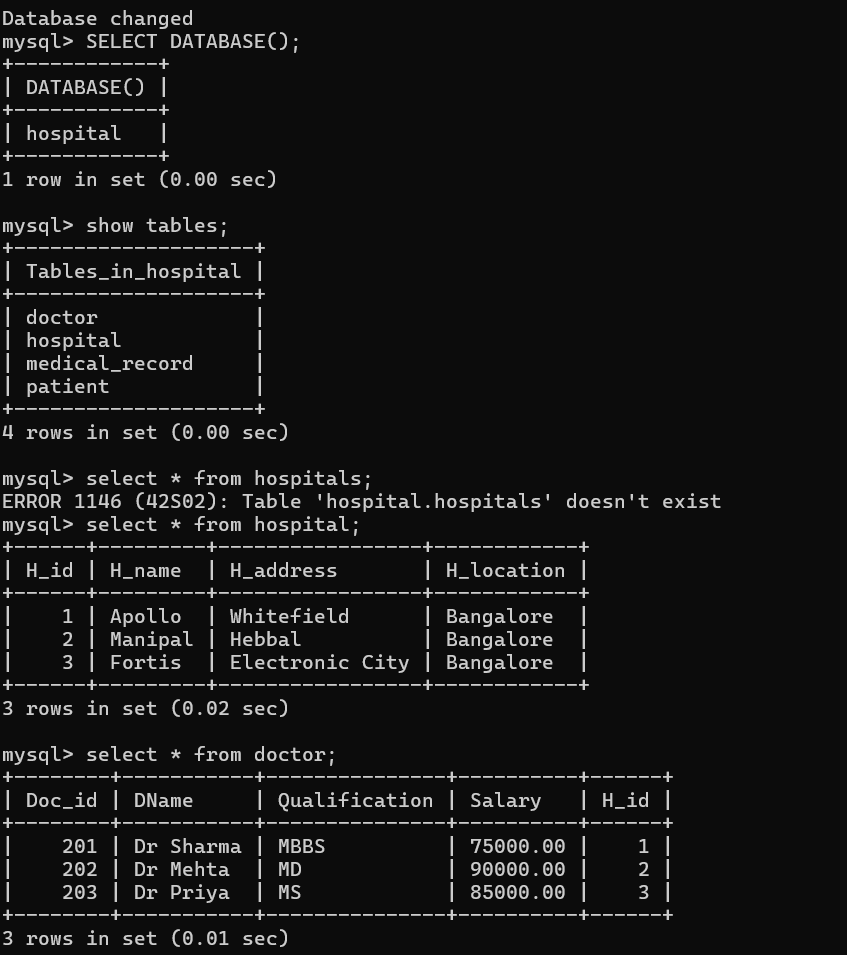 Database changed
mysql> SELECT DATABASE();
+------------+
| DATABASE() |
+------------+
| hospital   |
+------------+
1 row in set (0.00 sec)

mysql> show tables;
+--------------------+
| Tables_in_hospital |
+--------------------+
| doctor             |
| hospital           |
| medical_record     |
| patient            |
+--------------------+
4 rows in set (0.00 sec)

mysql> select * from hospitals;
ERROR 1146 (42S02): Table 'hospital.hospitals' doesn't exist
mysql> select * from hospital;
+------+---------+-----------------+------------+
| H_id | H_name  | H_address       | H_location |
+------+---------+-----------------+------------+
|    1 | Apollo  | Whitefield      | Bangalore  |
|    2 | Manipal | Hebbal          | Bangalore  |
|    3 | Fortis  | Electronic City | Bangalore  |
+------+---------+-----------------+------------+
3 rows in set (0.02 sec)

mysql> select * from doctor;
+--------+-----------+---------------+----------+------+
| Doc_id | DName     | Qualification | Salary   | H_id |
+--------+-----------+---------------+----------+------+
|    201 | Dr Sharma | MBBS          | 75000.00 |    1 |
|    202 | Dr Mehta  | MD            | 90000.00 |    2 |
|    203 | Dr Priya  | MS            | 85000.00 |    3 |
+--------+-----------+---------------+----------+------+
3 rows in set (0.01 sec)